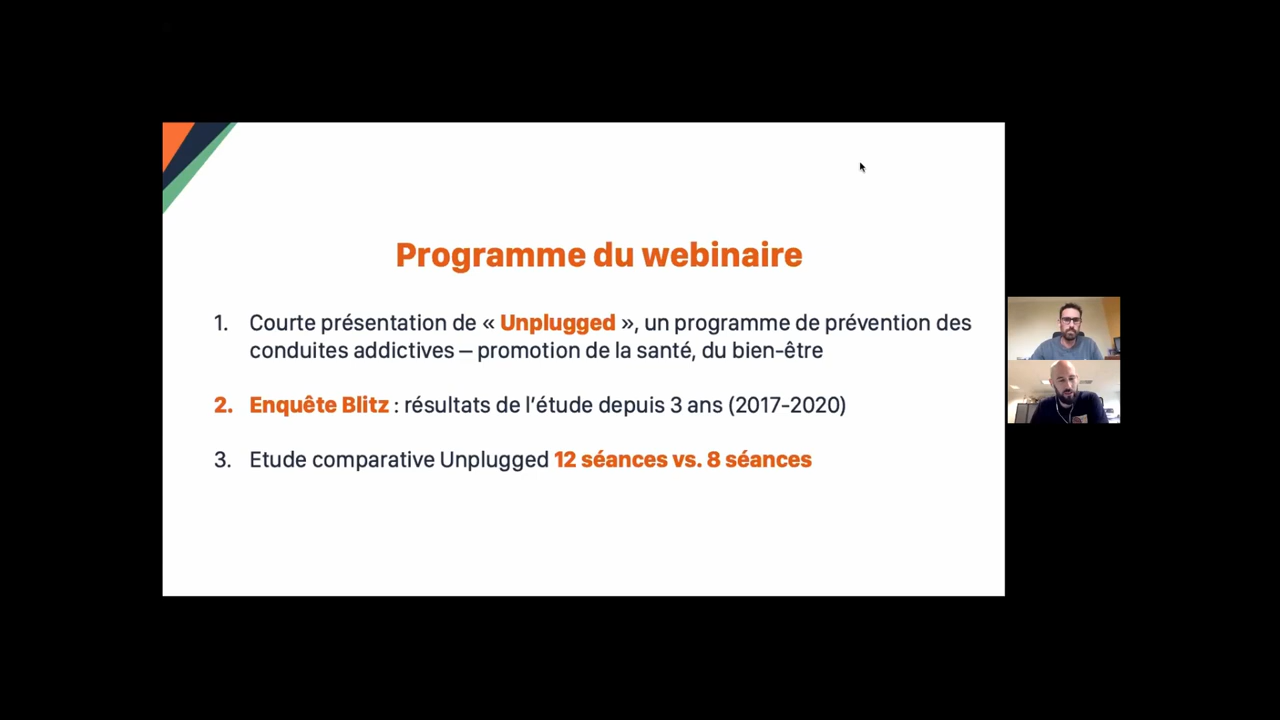 Programme du webinaire
1. Courte présentation de « Unplugged », un programme de prévention des
conduites addictives – promotion de la santé, du bien-être
2. Enquête Blitz : résultats de l’étude depuis 3 ans (2017-2020)
3. Etude comparative Unplugged 12 séances vs. 8 séances